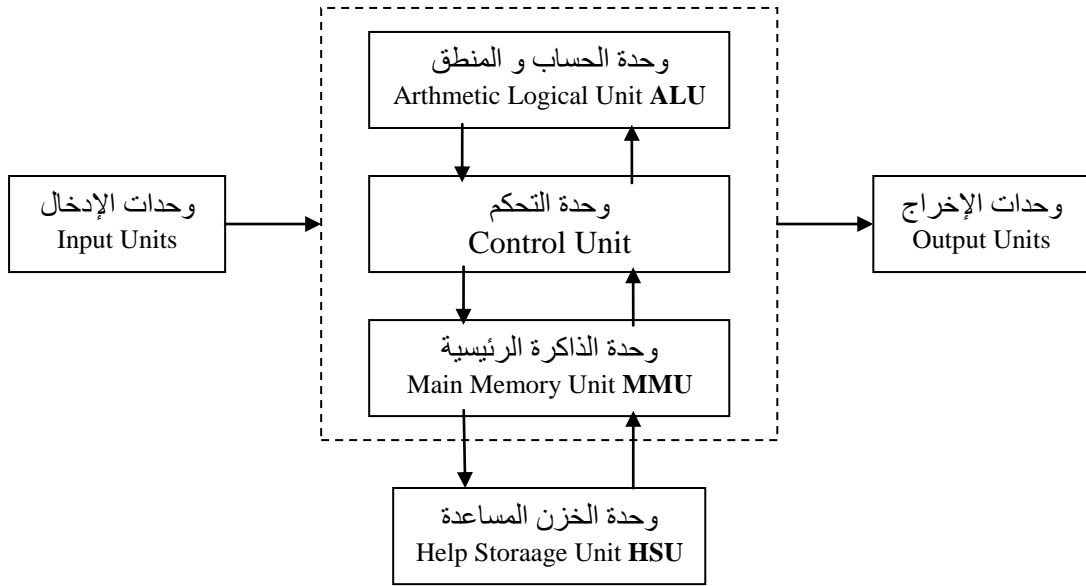 وحدة الحساب و المنطق
Arthmetic Logical Unit ALU
وحدات الإدخال
Input Units
وحدة التحكم
Control Unit
وحدات الإخراج
Output Units
وحدة الذاكرة الرئيسية
Main Memory Unit MMU
وحدة الخزن المساعدة
Help Storaage Unit HSU